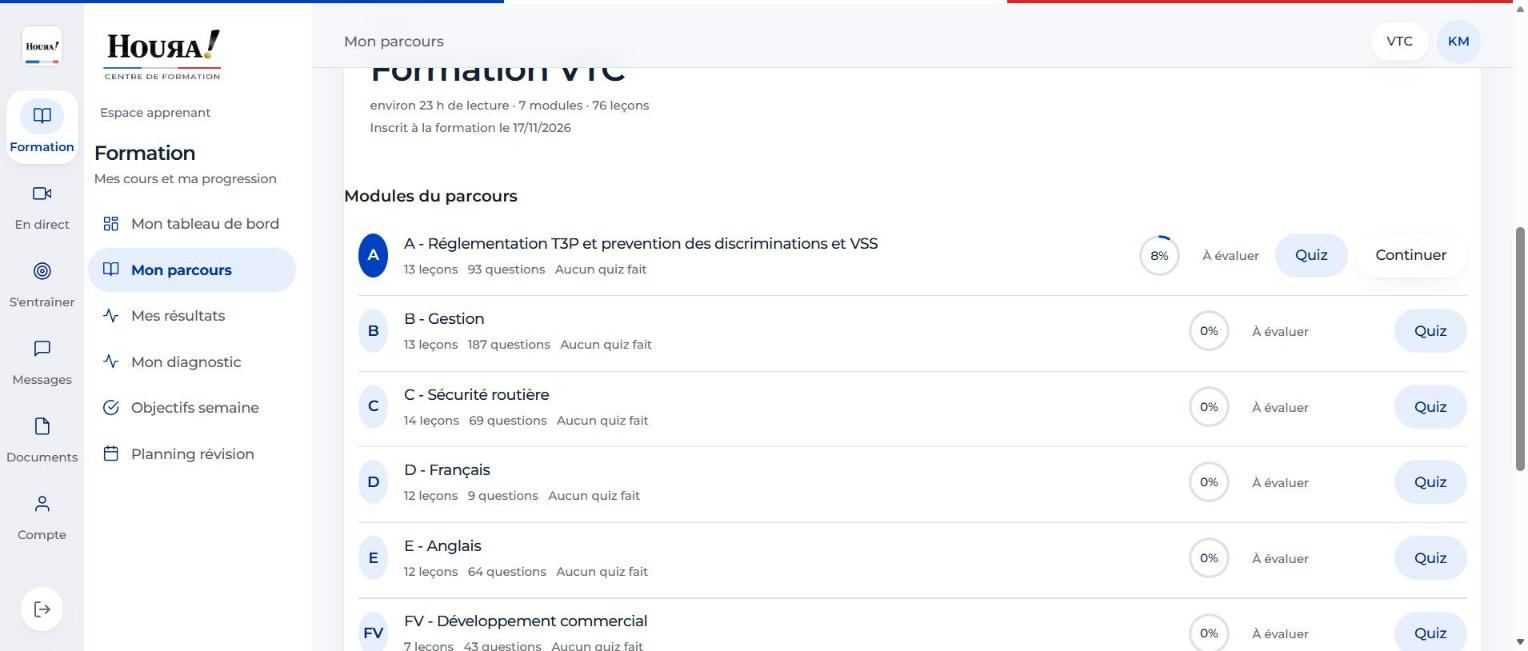 HOUЯA!
HOUЯA!
CENTRE DE FORMATION
Mon parcours
VTC
KM
Formation
En direct
S'entraîner
Messages
Documents
Compte
Espace apprenant
Formation
Mes cours et ma progression
Mon tableau de bord
Mon parcours
Mes résultats
Mon diagnostic
Objectifs semaine
Planning révision
Formation VTC
environ 23 h de lecture · 7 modules · 76 leçons
Inscrit à la formation le 17/11/2026
Modules du parcours
A
A - Réglementation T3P et prevention des discriminations et VSS
13 leçons 93 questions Aucun quiz fait
8%
À évaluer
Quiz
Continuer
B
B - Gestion
13 leçons 187 questions Aucun quiz fait
0%
À évaluer
Quiz
C
C - Sécurité routière
14 leçons 69 questions Aucun quiz fait
0%
À évaluer
Quiz
D
D - Français
12 leçons 9 questions Aucun quiz fait
0%
À évaluer
Quiz
E
E - Anglais
12 leçons 64 questions Aucun quiz fait
0%
À évaluer
Quiz
FV
FV - Développement commercial
7 leçons 43 questions Aucun quiz fait
0%
À évaluer
Quiz